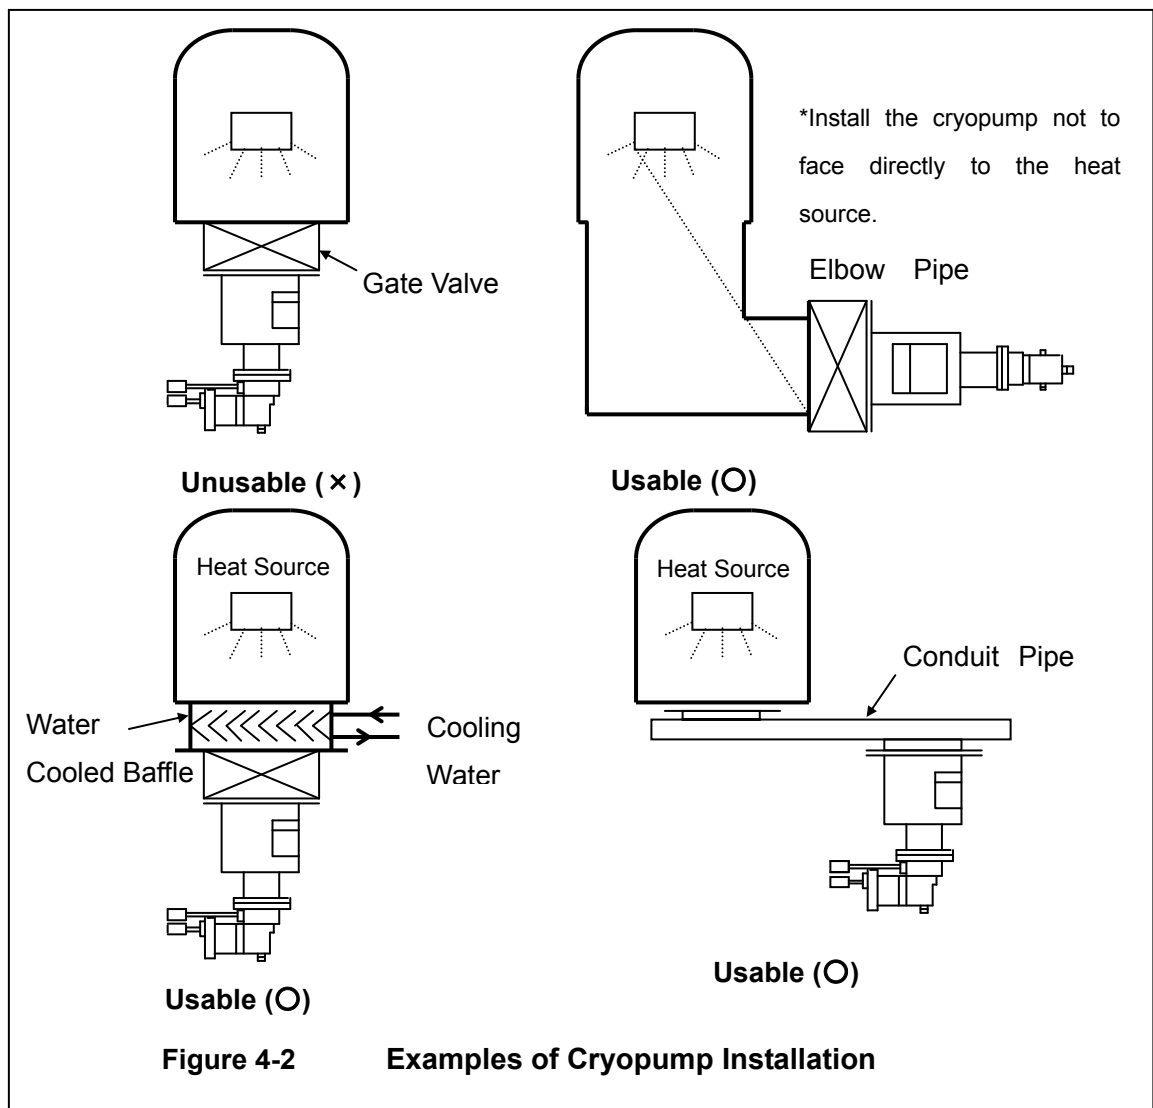 *Install the cryopump not to
face directly to the heat
source.
Gate Valve
Elbow Pipe
Unusable (×)
Usable (○)
Heat Source
Water
Cooled Baffle
Cooling
Water
Heat Source
Conduit Pipe
Usable (○)
Usable (○)
Figure 4-2 Examples of Cryopump Installation